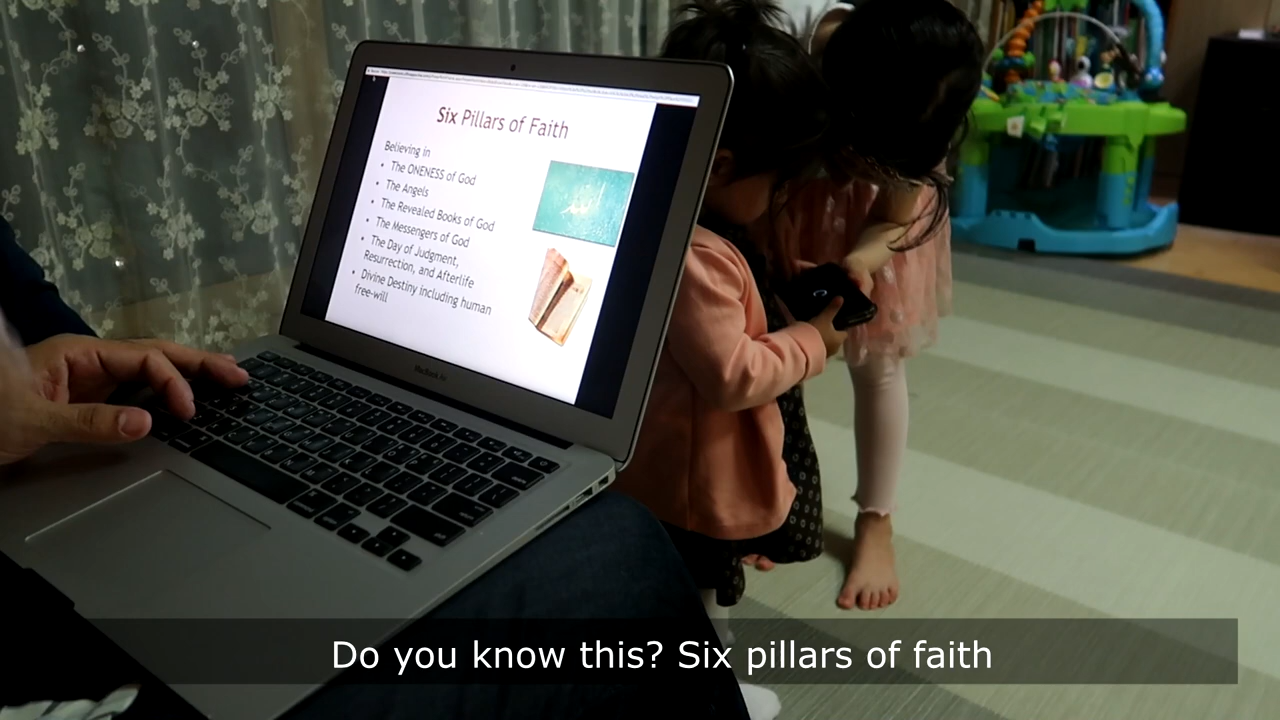 Six Pillars of Faith
Believing in
• The ONENESS of God
• The Angels
• The Revealed Books of God
• The Messengers of God
• The Day of Judgment,
Resurrection, and Afterlife
• Divine Destiny including human
free-will
MacBook Air
Do you know this? Six pillars of faith